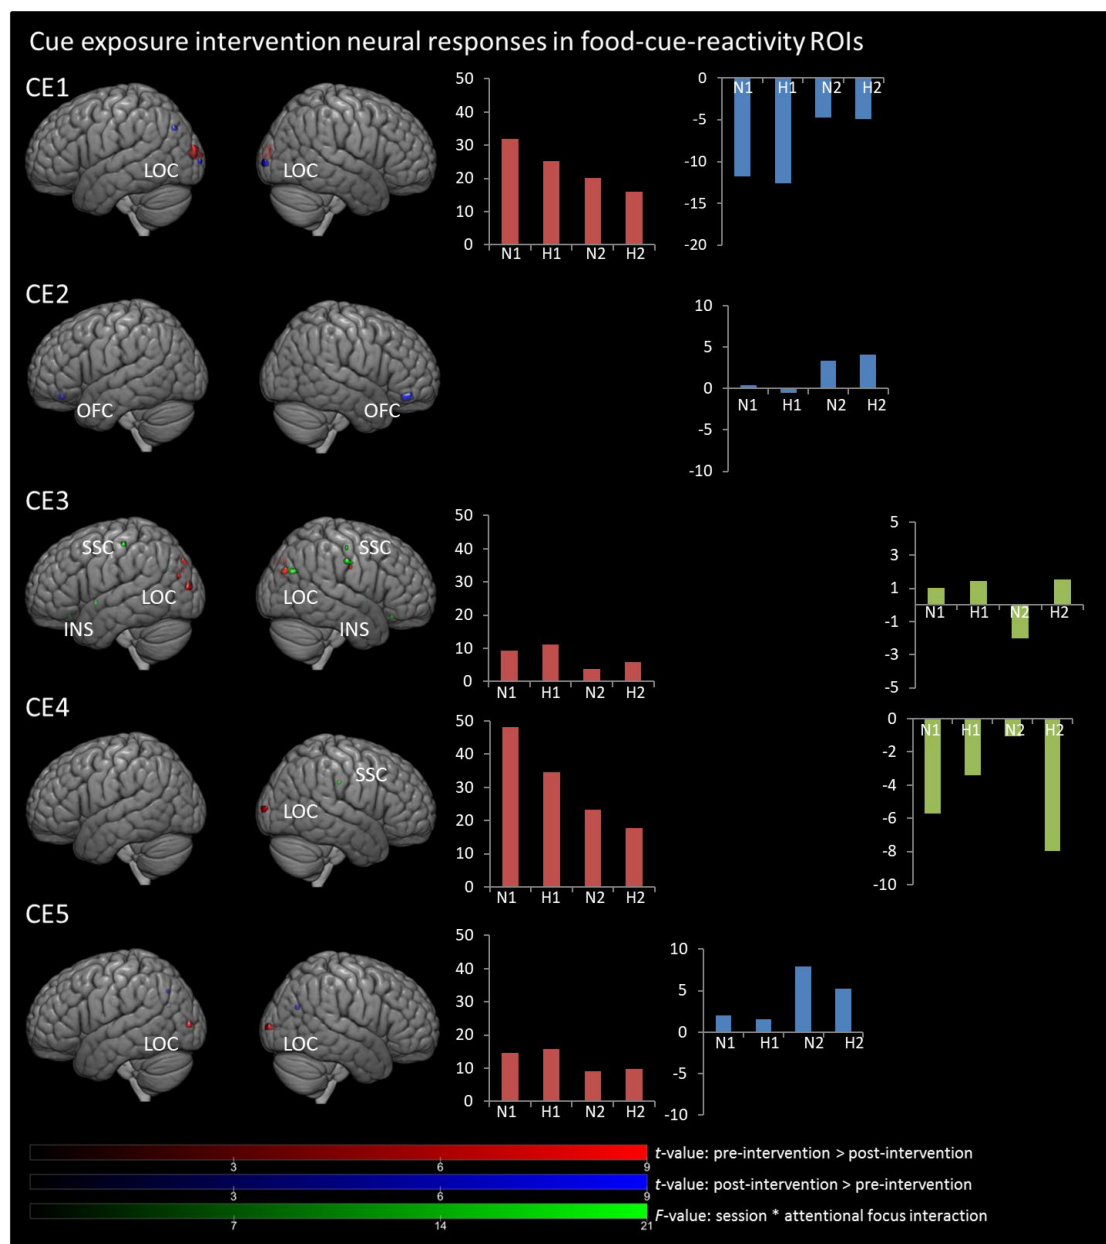 Cue exposure intervention neural responses in food-cue-reactivity ROIs
CE1
LOC
LOC
50
40
30
20
10
0
N1 H1 N2 H2
0
-5
-10
-15
-20
N1 H1 N2 H2
CE2
OFC
OFC
10
5
0
-5
-10
N1 H1 N2 H2
CE3
SSC
LOC
INS
SSC
LOC
INS
50
40
30
20
10
0
N1 H1 N2 H2
5
3
1
-1
-3
-5
N1 H1 N2 H2
CE4
SSC
LOC
50
40
30
20
10
0
N1 H1 N2 H2
0
-2
-4
-6
-8
-10
N1 H1 N2 H2
CE5
LOC
LOC
50
40
30
20
10
0
N1 H1 N2 H2
10
5
0
-5
-10
N1 H1 N2 H2
3 6 9
t-value: pre-intervention > post-intervention
3 6 9
t-value: post-intervention > pre-intervention
7 14 21
F-value: session * attentional focus interaction